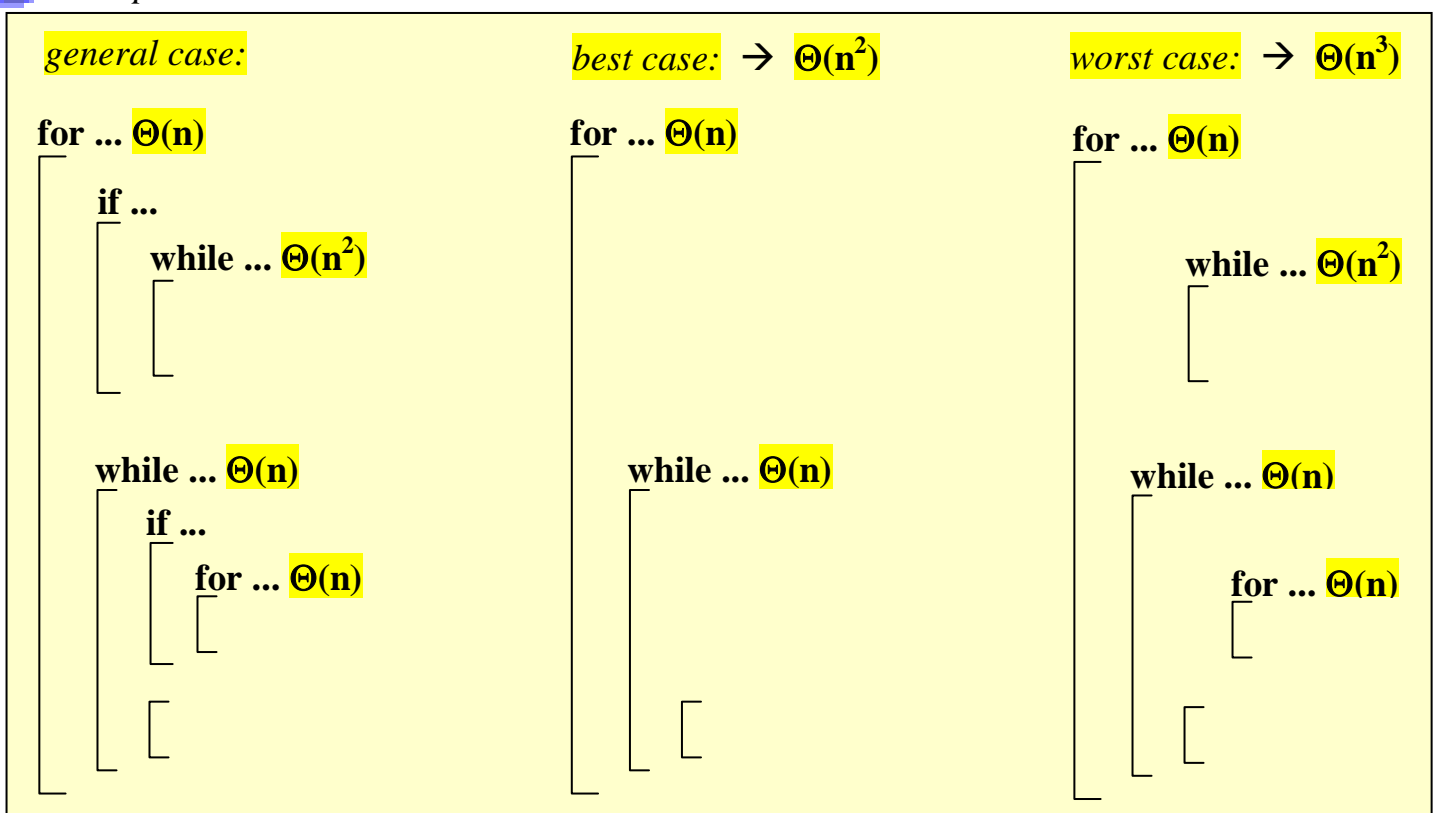 general case:
for ... Θ(n)
if ...
while ... Θ(n²)
while ... Θ(n)
if ...
for ... Θ(n)
best case: → Θ(n²)
for ... Θ(n)
while ... Θ(n)
worst case: → Θ(n³)
for ... Θ(n)
while ... Θ(n²)
while ... Θ(n)
for ... Θ(n)